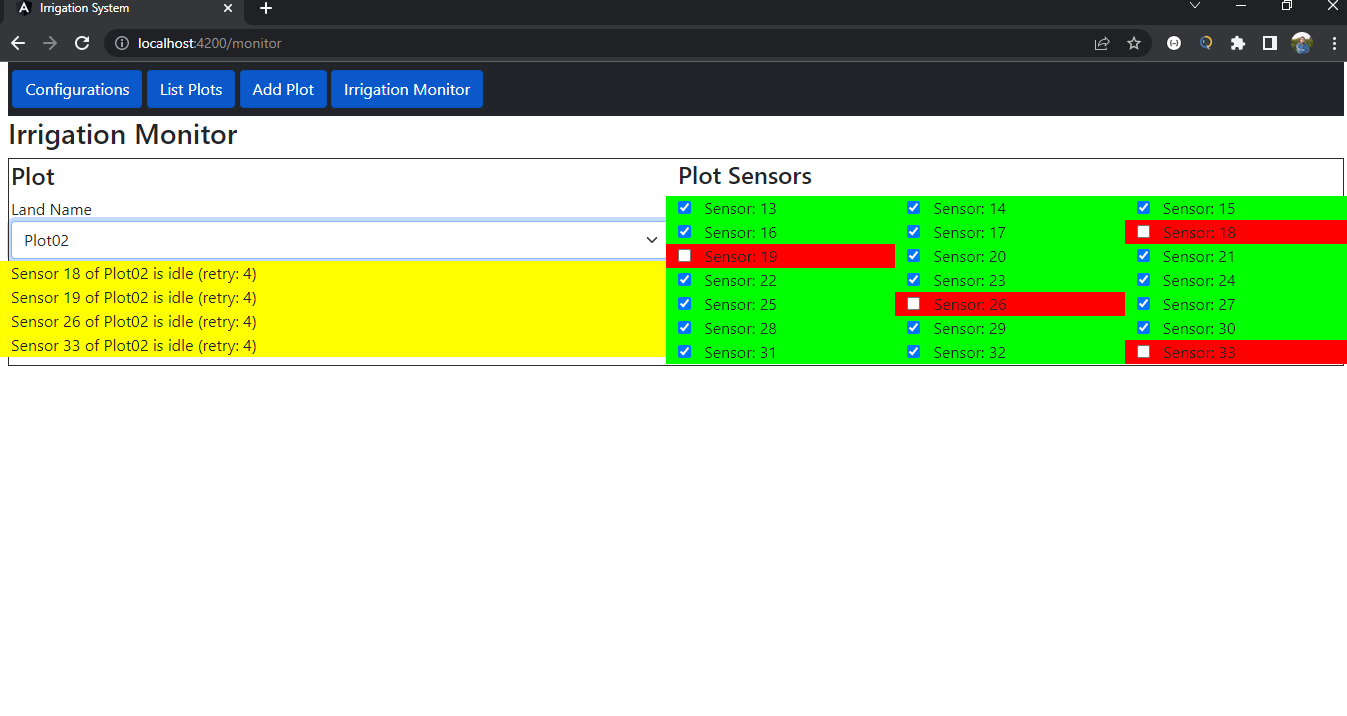 Irrigation System
localhost:4200/monitor
Configurations List Plots Add Plot Irrigation Monitor
Irrigation Monitor
Plot
Land Name
Plot02
Sensor 18 of Plot02 is idle (retry: 4)
Sensor 19 of Plot02 is idle (retry: 4)
Sensor 26 of Plot02 is idle (retry: 4)
Sensor 33 of Plot02 is idle (retry: 4)
Plot Sensors
Sensor: 13 Sensor: 14 Sensor: 15
Sensor: 16 Sensor: 17 Sensor: 18
Sensor: 19 Sensor: 20 Sensor: 21
Sensor: 22 Sensor: 23 Sensor: 24
Sensor: 25 Sensor: 26 Sensor: 27
Sensor: 28 Sensor: 29 Sensor: 30
Sensor: 31 Sensor: 32 Sensor: 33